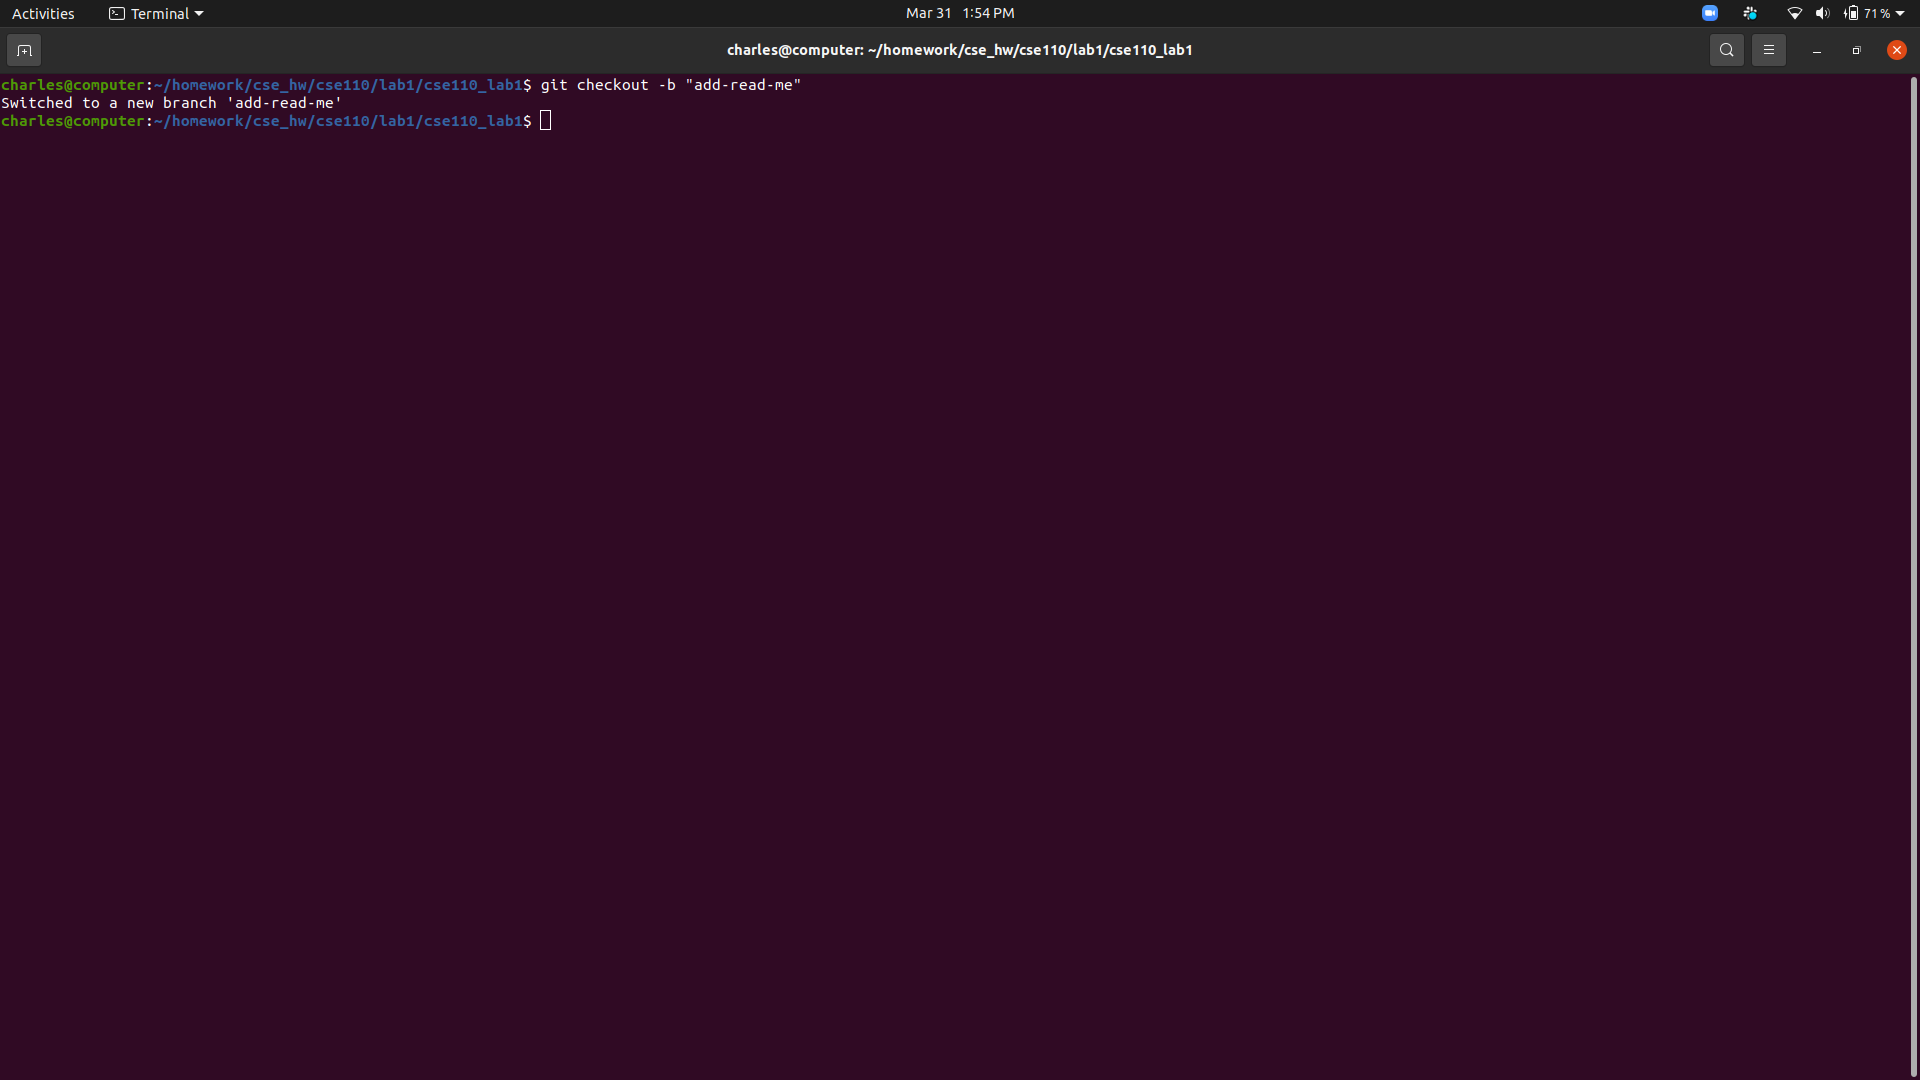 Activities Terminal Mar 31 1:54 PM 71%
charles@computer: ~/homework/cse_hw/cse110/lab1/cse110_lab1
charles@computer:~/homework/cse_hw/cse110/lab1/cse110_lab1$ git checkout -b "add-read-me"
Switched to a new branch 'add-read-me'
charles@computer:~/homework/cse_hw/cse110/lab1/cse110_lab1$